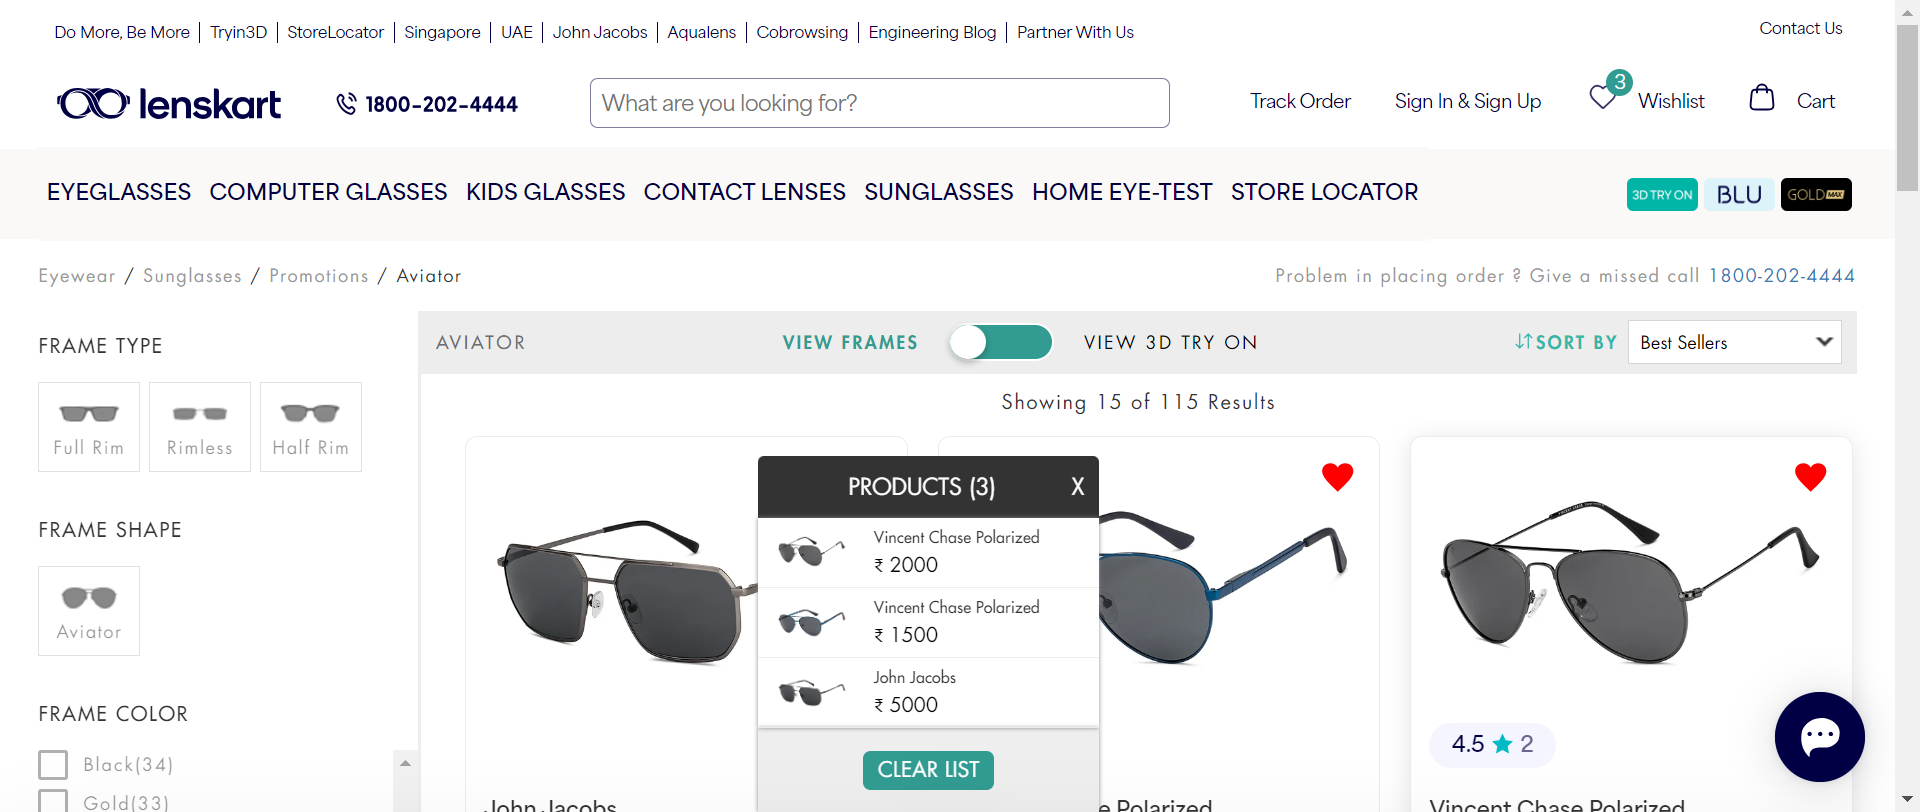 Do More, Be More Tryin3D StoreLocator Singapore UAE John Jacobs Aqualens Cobrowsing Engineering Blog Partner With Us Contact Us
lenskart 1800-202-4444 What are you looking for? Track Order Sign In & Sign Up 3 Wishlist Cart
EYEGLASSES COMPUTER GLASSES KIDS GLASSES CONTACT LENSES SUNGLASSES HOME EYE-TEST STORE LOCATOR 3D TRY ON BLU GOLD MAX
Eyewear / Sunglasses / Promotions / Aviator Problem in placing order ? Give a missed call 1800-202-4444
FRAME TYPE
Full Rim Rimless Half Rim
FRAME SHAPE
Aviator
FRAME COLOR
Black(34)
Gold(33)
AVIATOR VIEW FRAMES VIEW 3D TRY ON SORT BY Best Sellers
Showing 15 of 115 Results
PRODUCTS (3) X
Vincent Chase Polarized
₹ 2000
Vincent Chase Polarized
₹ 1500
John Jacobs
₹ 5000
CLEAR LIST
4.5 ★ 2
John Jacobs
e Polarized
Vincent Chase Polarized